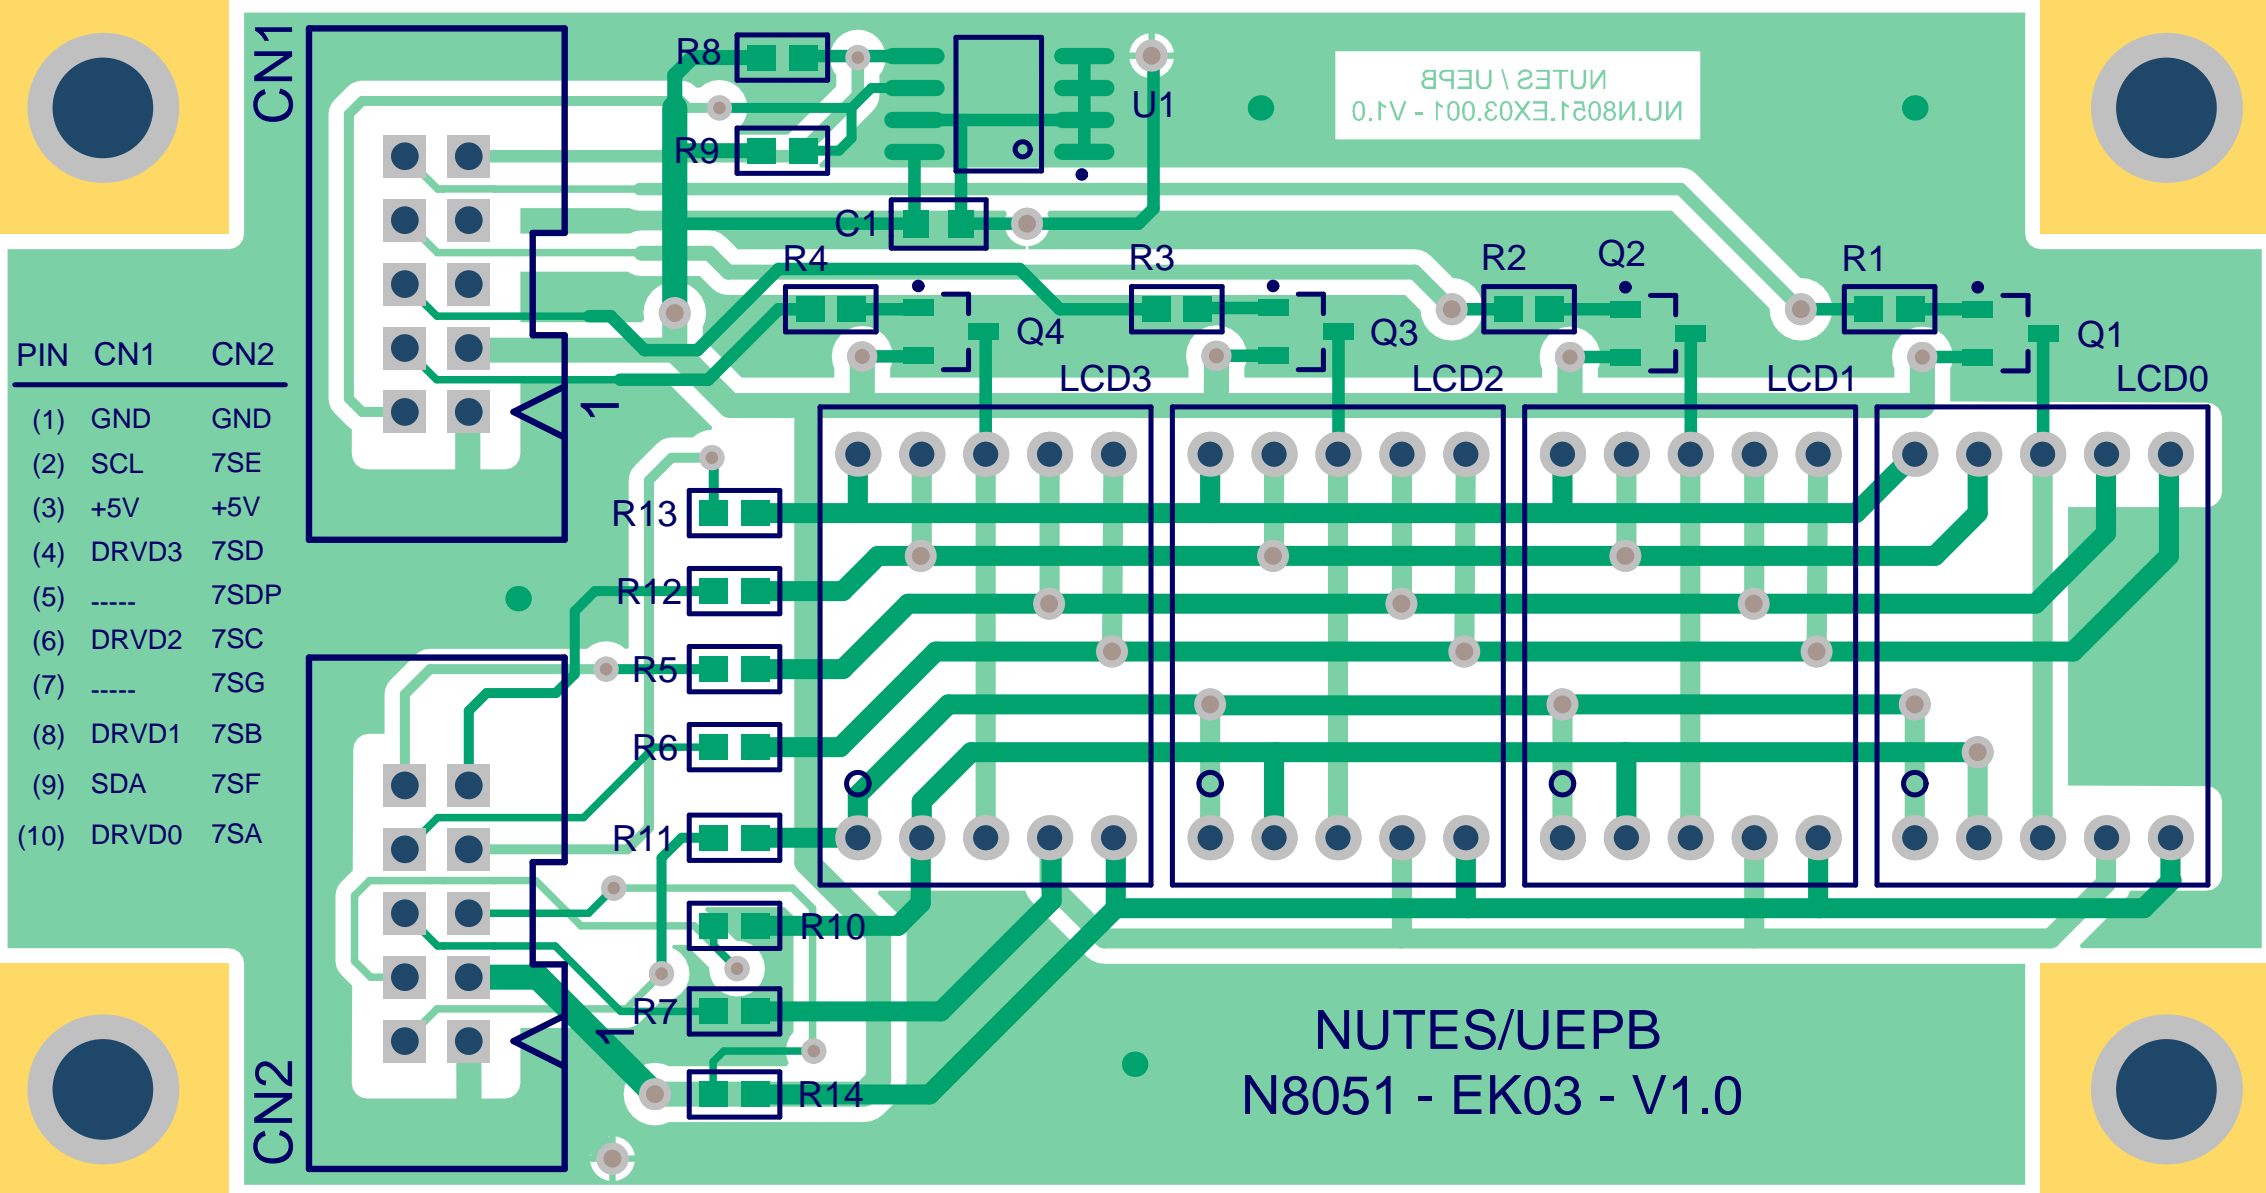 CN1
R8
U1
NUTES / UEPB
NU.N8051.EX03.001 - V1.0
R9
C1
R4
R3
R2
Q2
R1
Q4
Q3
Q1
LCD3
LCD2
LCD1
LCD0
1
PIN CN1 CN2
(1) GND GND
(2) SCL 7SE
(3) +5V +5V
(4) DRVD3 7SD
(5) ----- 7SDP
(6) DRVD2 7SC
(7) ----- 7SG
(8) DRVD1 7SB
(9) SDA 7SF
(10) DRVD0 7SA
R13
R12
R5
R6
R11
R10
R7
R14
1
CN2
NUTES/UEPB
N8051 - EK03 - V1.0